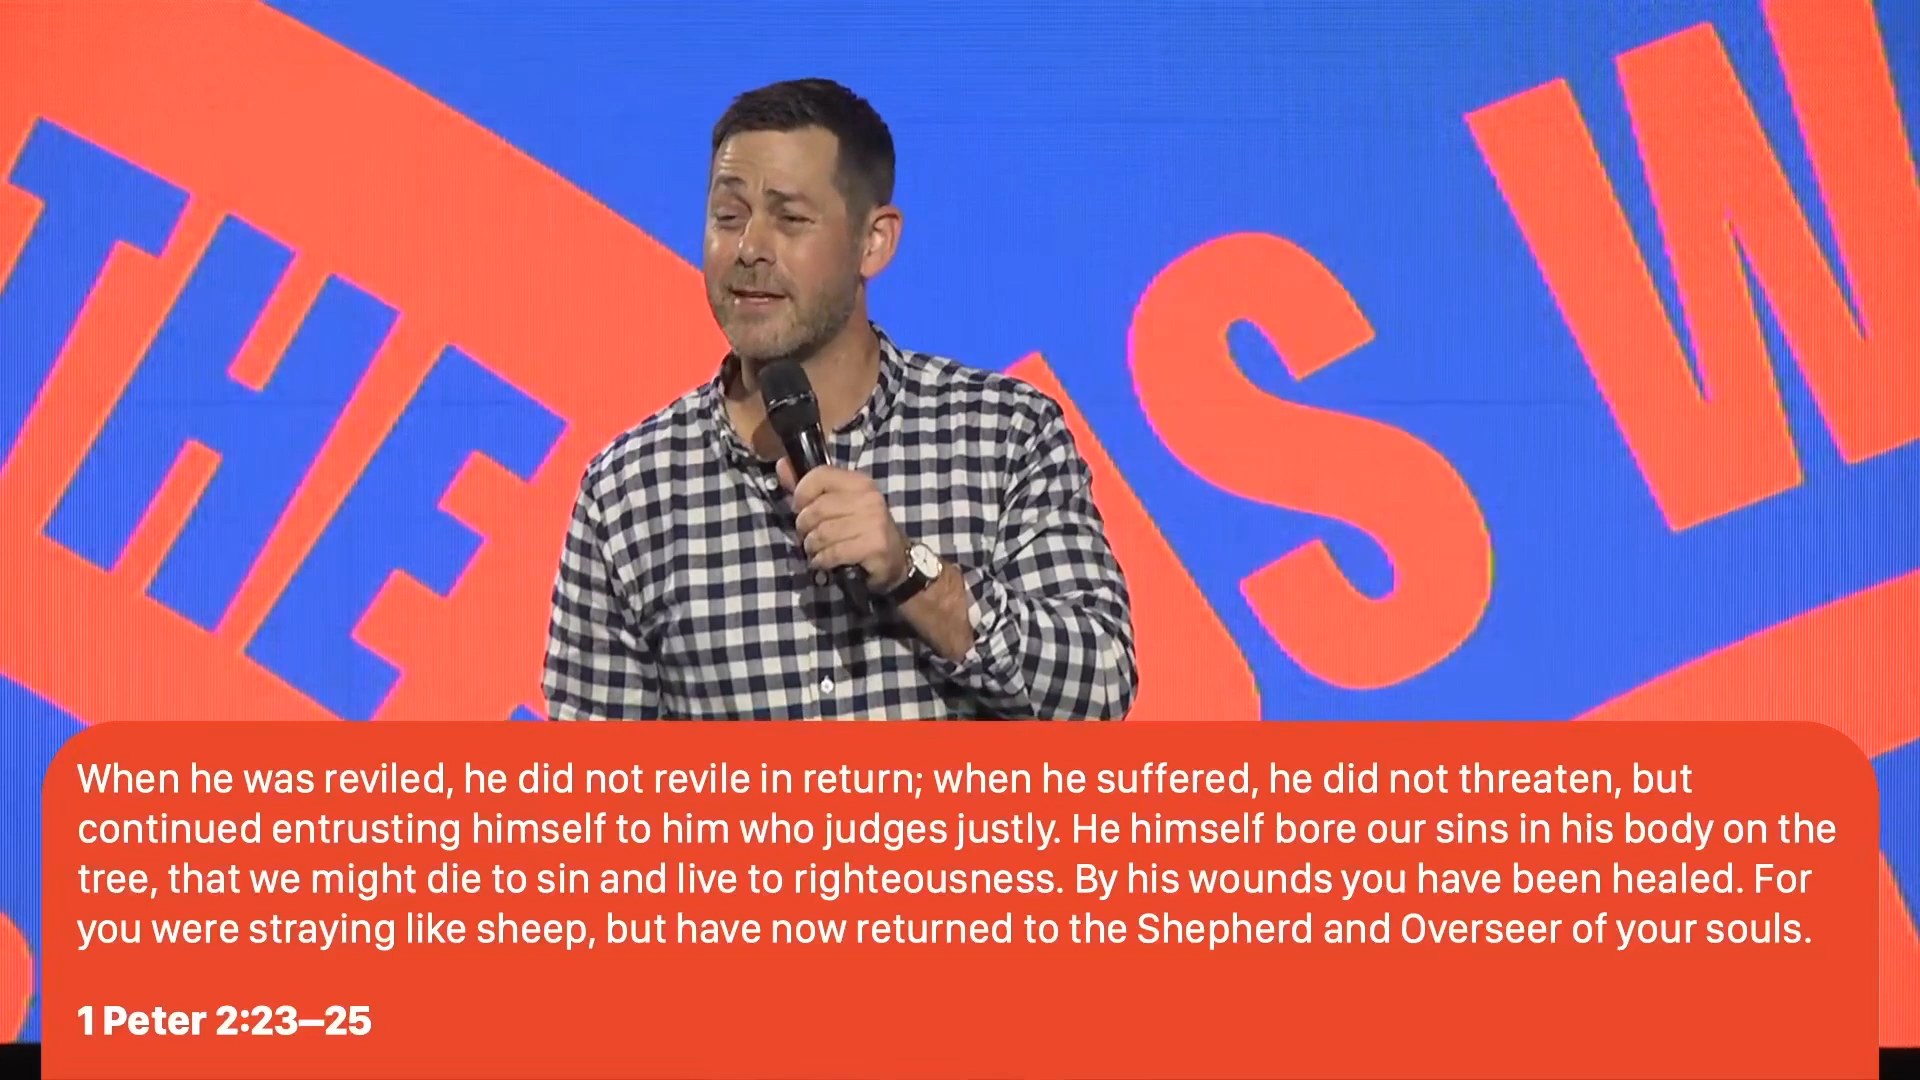 THE
IS W
When he was reviled, he did not revile in return; when he suffered, he did not threaten, but
continued entrusting himself to him who judges justly. He himself bore our sins in his body on the
tree, that we might die to sin and live to righteousness. By his wounds you have been healed. For
you were straying like sheep, but have now returned to the Shepherd and Overseer of your souls.
1 Peter 2:23–25